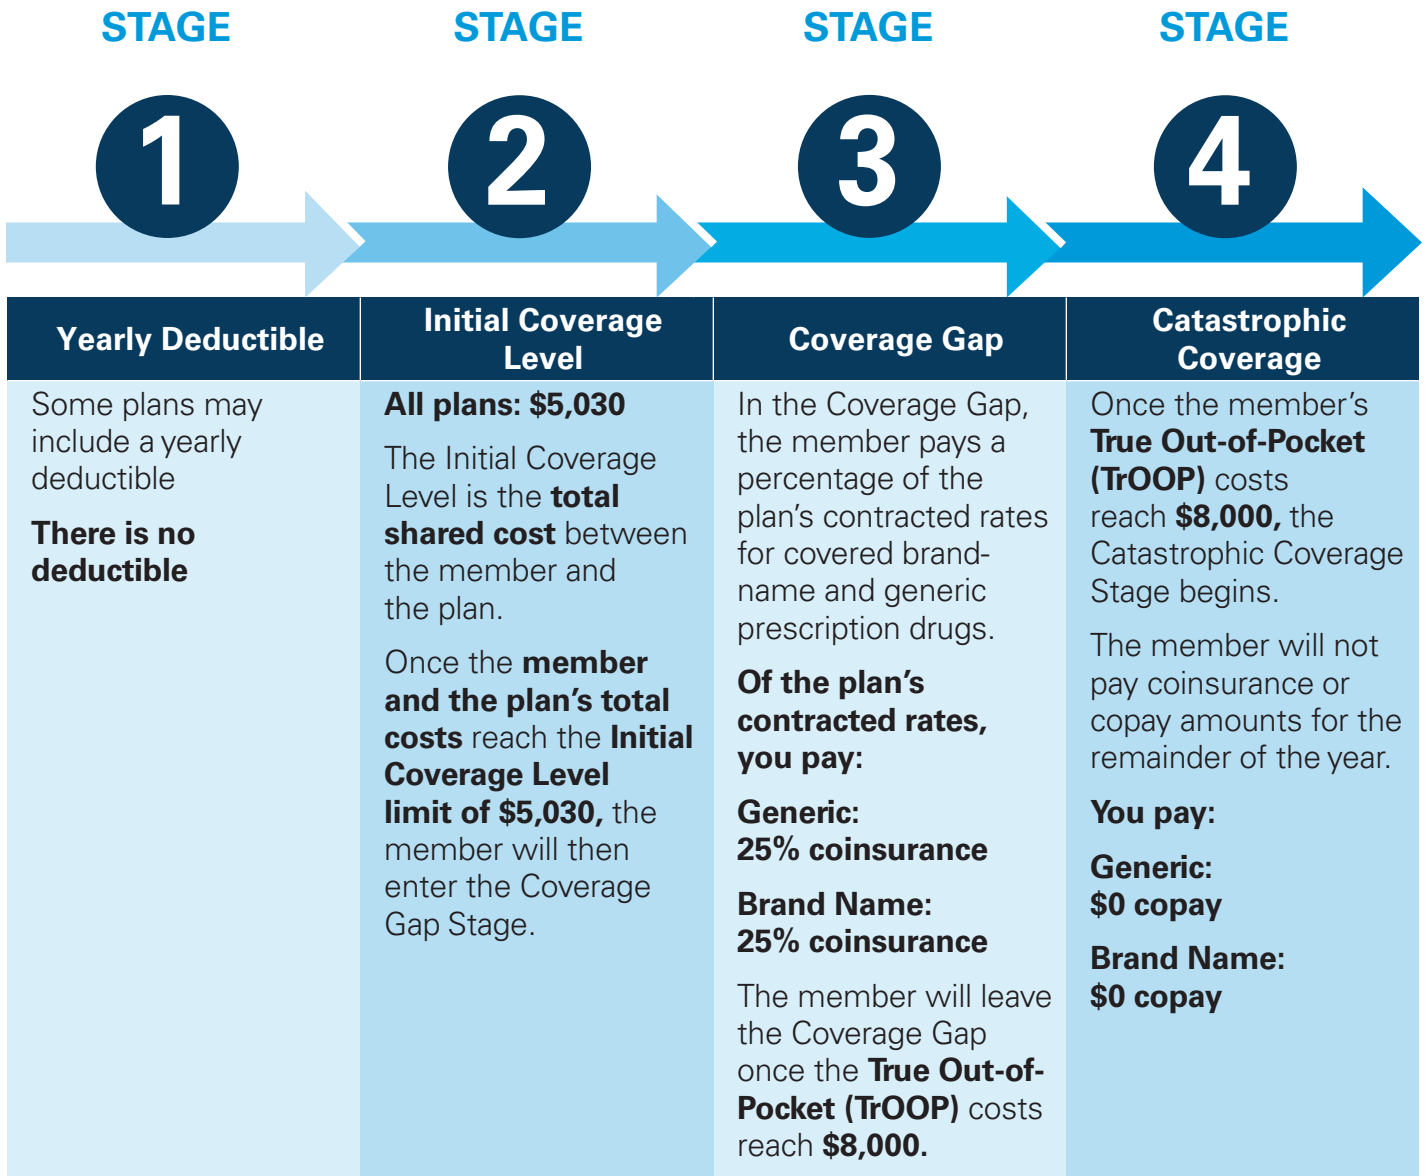 STAGE
STAGE
STAGE
STAGE
1
2
3
4
Yearly Deductible
Initial Coverage
Level
Coverage Gap
Catastrophic
Coverage
Some plans may
include a yearly
deductible
There is no
deductible
All plans: $5,030
The Initial Coverage
Level is the total
shared cost between
the member and
the plan.
Once the member
and the plan’s total
costs reach the Initial
Coverage Level
limit of $5,030, the
member will then
enter the Coverage
Gap Stage.
In the Coverage Gap,
the member pays a
percentage of the
plan’s contracted rates
for covered brand-
name and generic
prescription drugs.
Of the plan’s
contracted rates,
you pay:
Generic:
25% coinsurance
Brand Name:
25% coinsurance
The member will leave
the Coverage Gap
once the True Out-of-
Pocket (TrOOP) costs
reach $8,000.
Once the member’s
True Out-of-Pocket
(TrOOP) costs
reach $8,000, the
Catastrophic Coverage
Stage begins.
The member will not
pay coinsurance or
copay amounts for the
remainder of the year.
You pay:
Generic:
$0 copay
Brand Name:
$0 copay